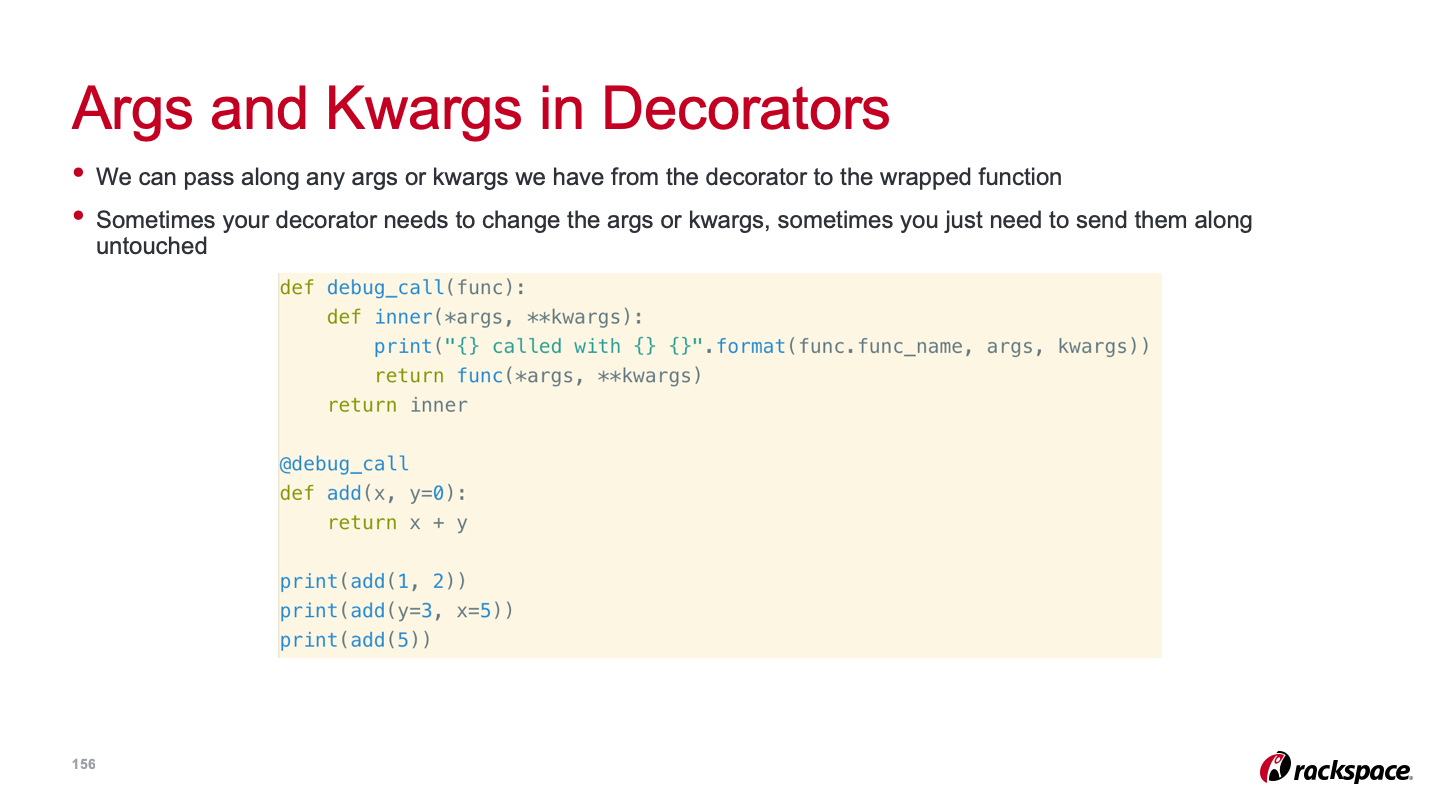 Args and Kwargs in Decorators
• We can pass along any args or kwargs we have from the decorator to the wrapped function
• Sometimes your decorator needs to change the args or kwargs, sometimes you just need to send them along
untouched
def debug_call(func):
    def inner(*args, **kwargs):
        print("{} called with {} {}".format(func.func_name, args, kwargs))
        return func(*args, **kwargs)
    return inner

@debug_call
def add(x, y=0):
    return x + y

print(add(1, 2))
print(add(y=3, x=5))
print(add(5))
156
rackspace.